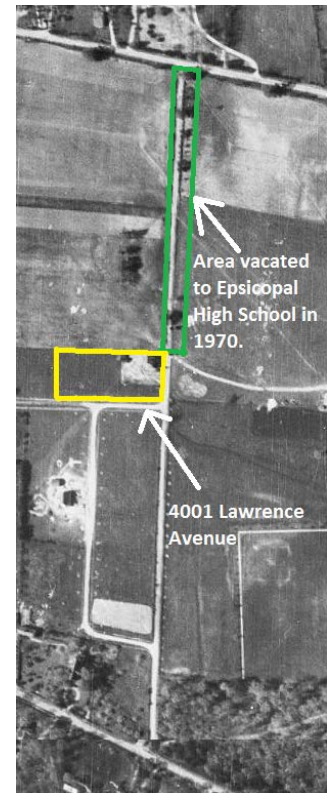 Area vacated
to Epsicopal
High School in
1970.
4001 Lawrence
Avenue